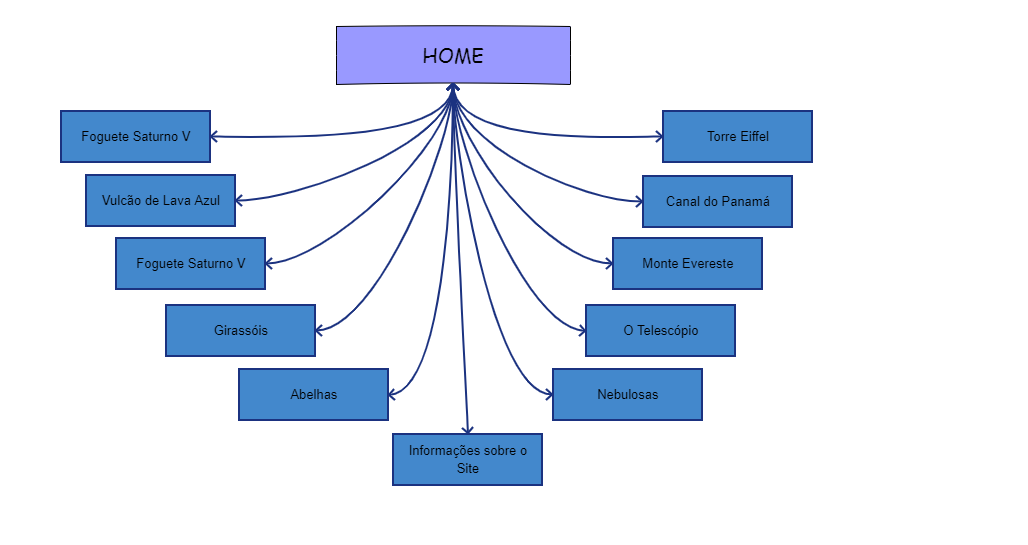 HOME
Foguete Saturno V
Torre Eiffel
Vulcão de Lava Azul
Canal do Panamá
Foguete Saturno V
Monte Evereste
Girassóis
O Telescópio
Abelhas
Nebulosas
Informações sobre o
Site